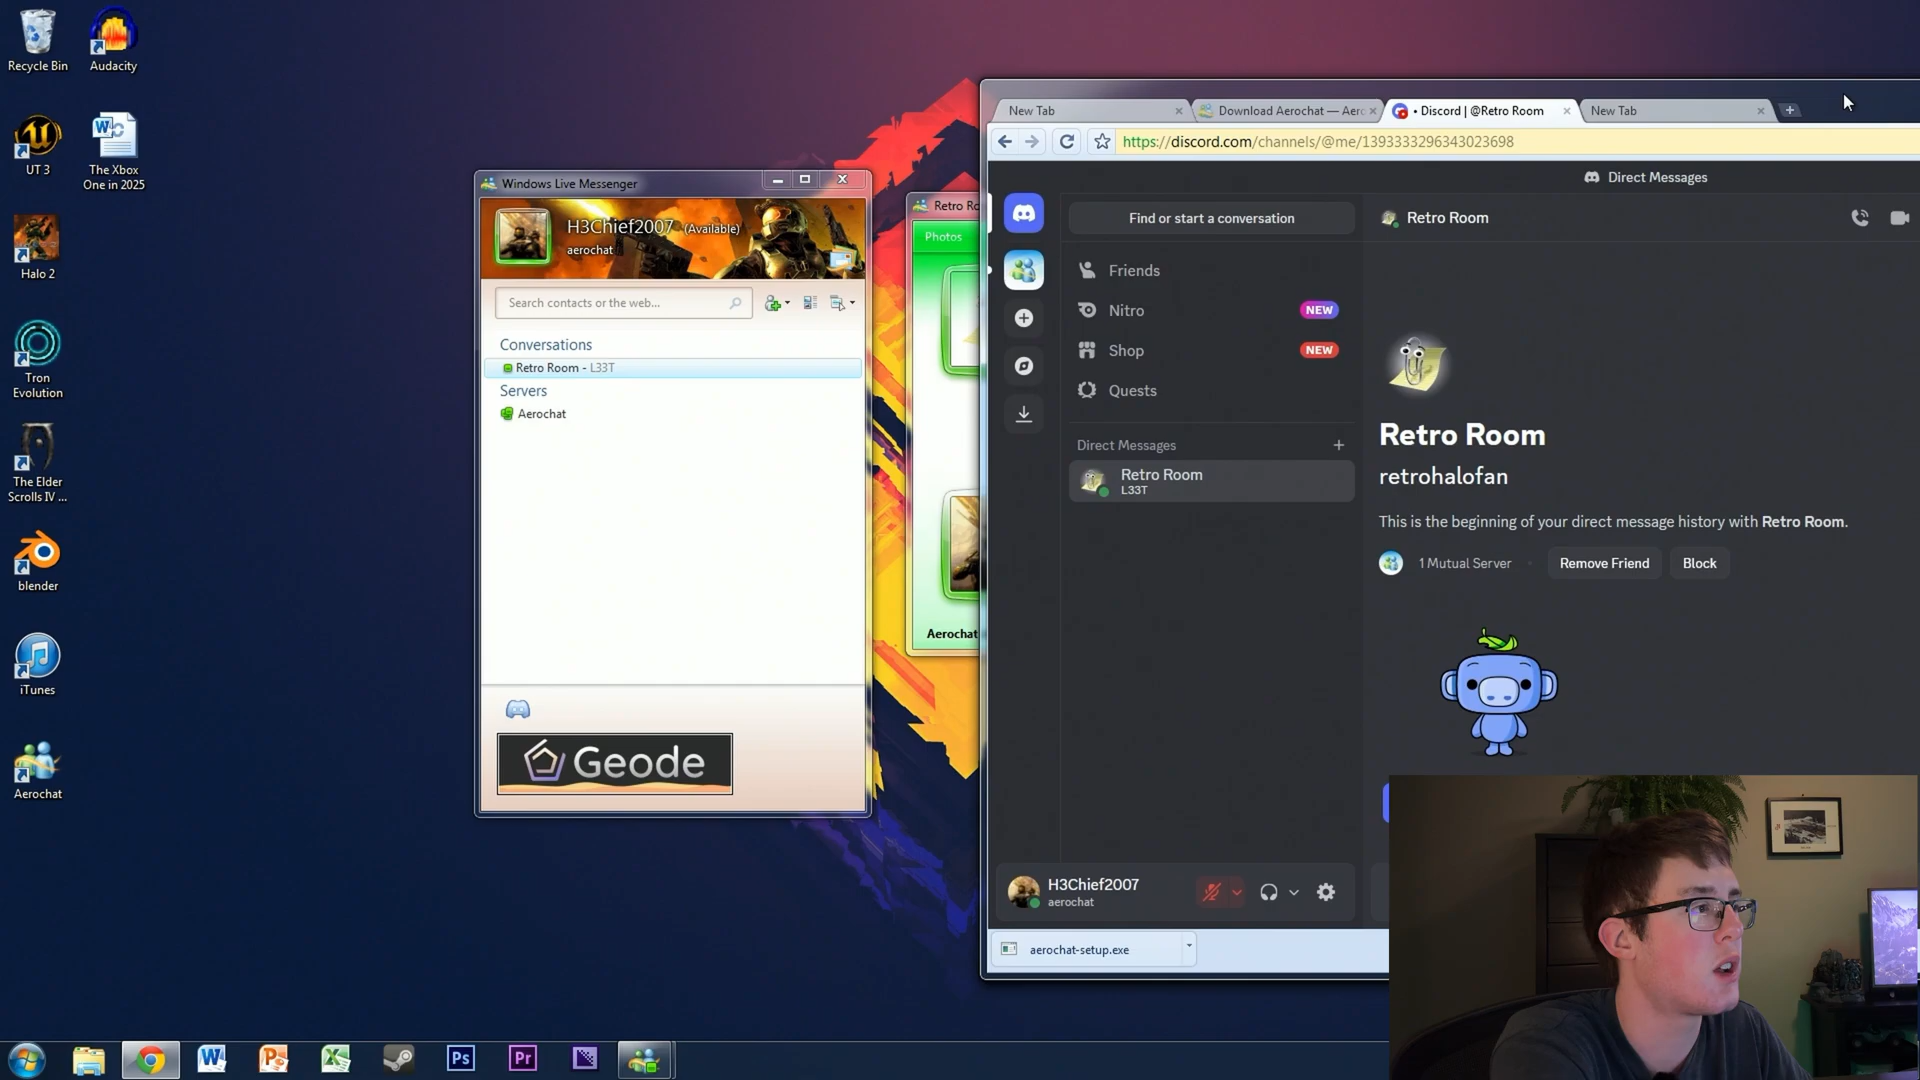 Recycle Bin
Audacity
UT 3
The Xbox
One in 2025
Halo 2
Tron
Evolution
The Elder
Scrolls IV ...
blender
iTunes
Aerochat
Windows Live Messenger
H3Chief2007 (Available)
aerochat
Search contacts or the web...
Conversations
Retro Room - L33T
Servers
Aerochat
Geode
Retro Ro
Photos
Aerochat
New Tab
Download Aerochat — Aero
• Discord | @Retro Room
New Tab
https://discord.com/channels/@me/1393333296343023698
Direct Messages
Find or start a conversation
Friends
Nitro
NEW
Shop
NEW
Quests
Direct Messages
Retro Room
L33T
H3Chief2007
aerochat
Retro Room
Retro Room
retrohalofan
This is the beginning of your direct message history with Retro Room.
1 Mutual Server
Remove Friend
Block
aerochat-setup.exe
W
P
X
Ps
Pr